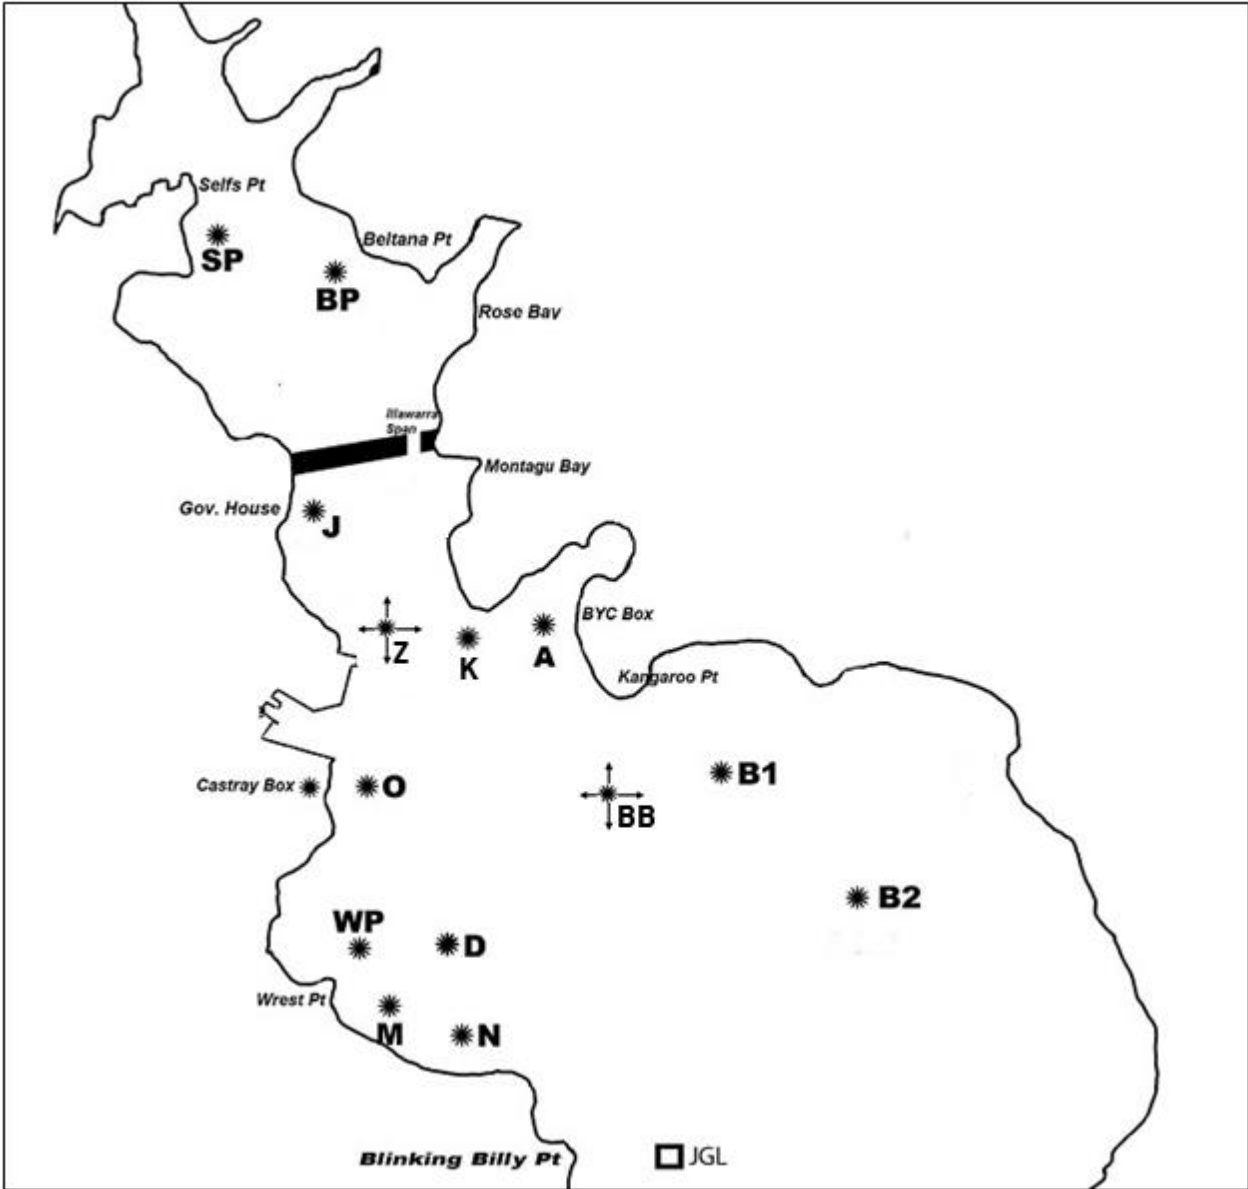 Selfs Pt
Beltana Pt
SP
BP
Rose Bay
Illawarra
Span
Montagu Bay
Gov. House
J
BYC Box
Z
K
A
Kangaroo Pt
Castray Box
O
B1
BB
B2
WP
D
Wrest Pt
M
N
Blinking Billy Pt
JGL